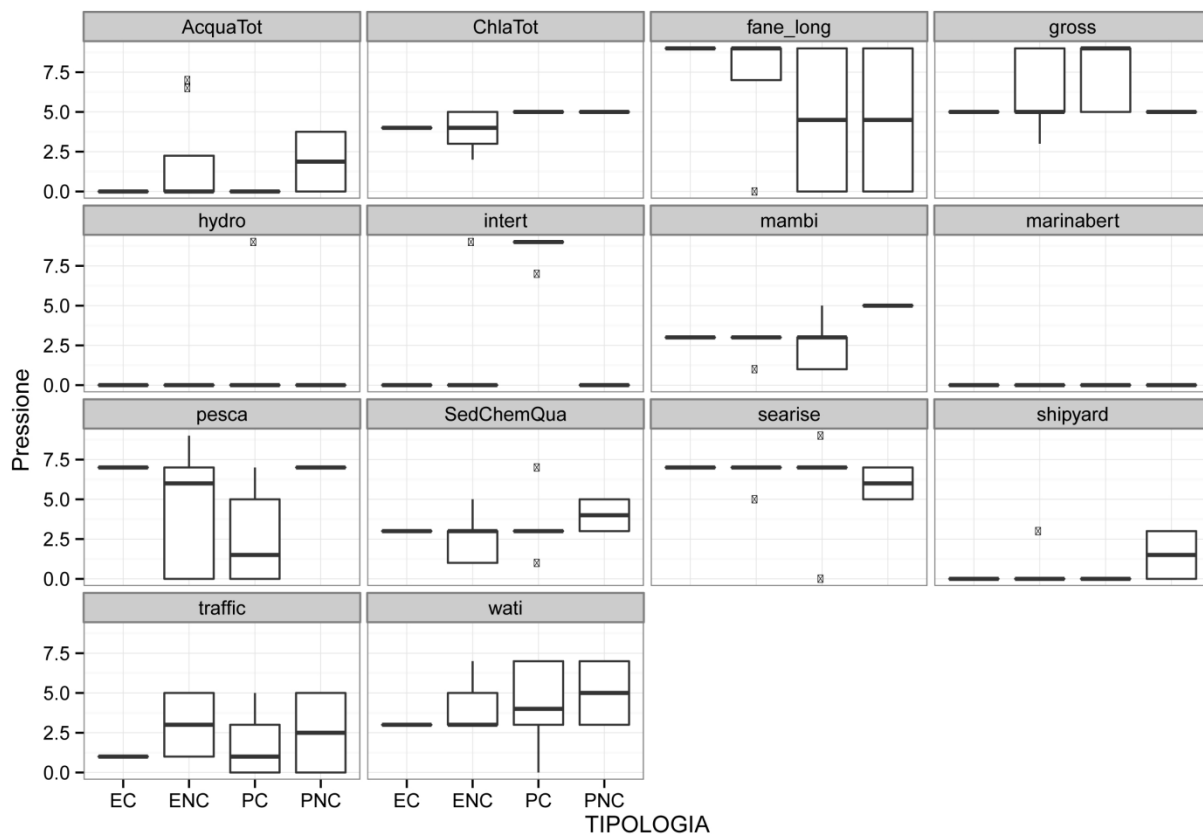 AcquaTot ChlaTot fane_long gross
7.5
5.0
2.5
0.0
hydro intert mambi marinabert
7.5
5.0
2.5
0.0
pesca SedChemQua searise shipyard
7.5
5.0
2.5
0.0
traffic wati
7.5
5.0
2.5
0.0
EC ENC PC PNC EC ENC PC PNC
Pressione
TIPOLOGIA